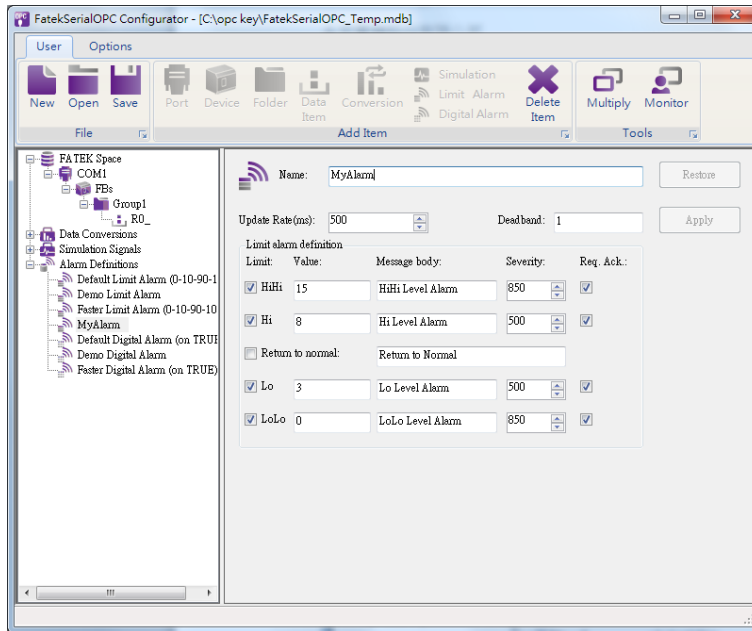 FatekSerialOPC Configurator - [C:\opc key\FatekSerialOPC_Temp.mdb]
User Options
New Open Save
File
Port Device Folder Data Item Conversion
Simulation
Limit Alarm
Digital Alarm
Delete Item
Add Item
Multiply Monitor
Tools
FATEK Space
COM1
FBs
Group1
R0_
Data Conversions
Simulation Signals
Alarm Definitions
Default Limit Alarm (0-10-90-1
Demo Limit Alarm
Faster Limit Alarm (0-10-90-10
MyAlarm
Default Digital Alarm (on TRUE
Demo Digital Alarm
Faster Digital Alarm (on TRUE)
Name: MyAlarm Restore
Update Rate(ms): 500 Deadband: 1 Apply
Limit alarm definition
Limit: Value: Message body: Severity: Req. Ack.:
HiHi 15 HiHi Level Alarm 850
Hi 8 Hi Level Alarm 500
Return to normal: Return to Normal
Lo 3 Lo Level Alarm 500
LoLo 0 LoLo Level Alarm 850